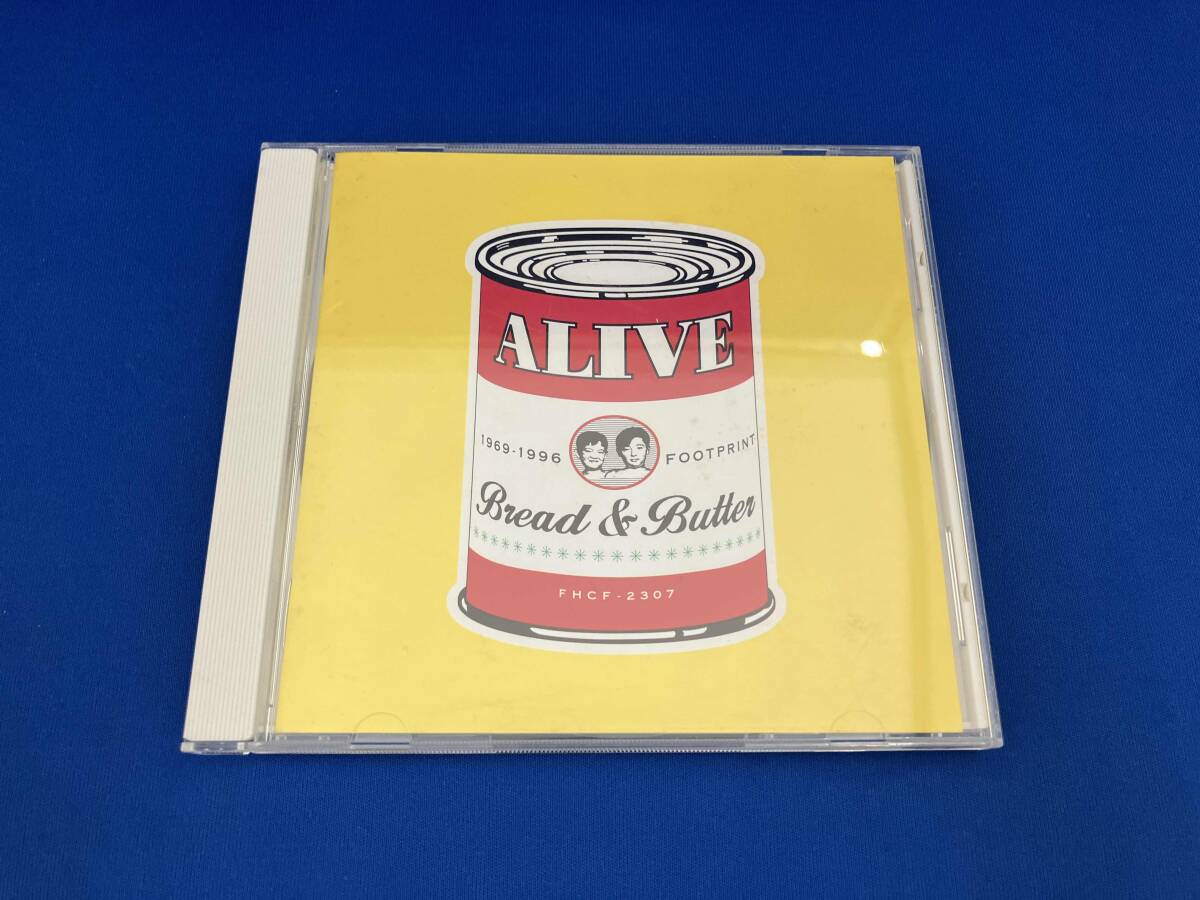 ALIVE
1969-1996 FOOTPRINT
Bread & Butter
FHCF-2307